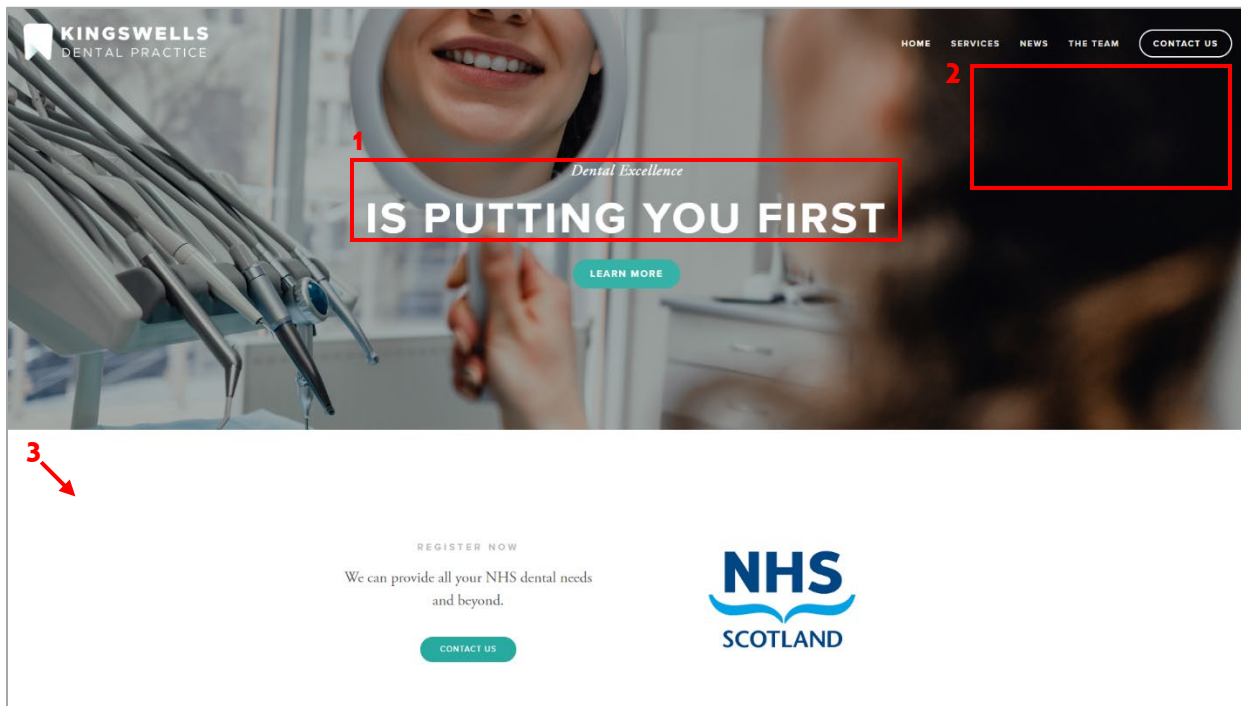 KINGSWELLS
DENTAL PRACTICE
HOME SERVICES NEWS THE TEAM CONTACT US
2
1
Dental Excellence
IS PUTTING YOU FIRST
LEARN MORE
3
REGISTER NOW
We can provide all your NHS dental needs
and beyond.
CONTACT US
NHS
SCOTLAND